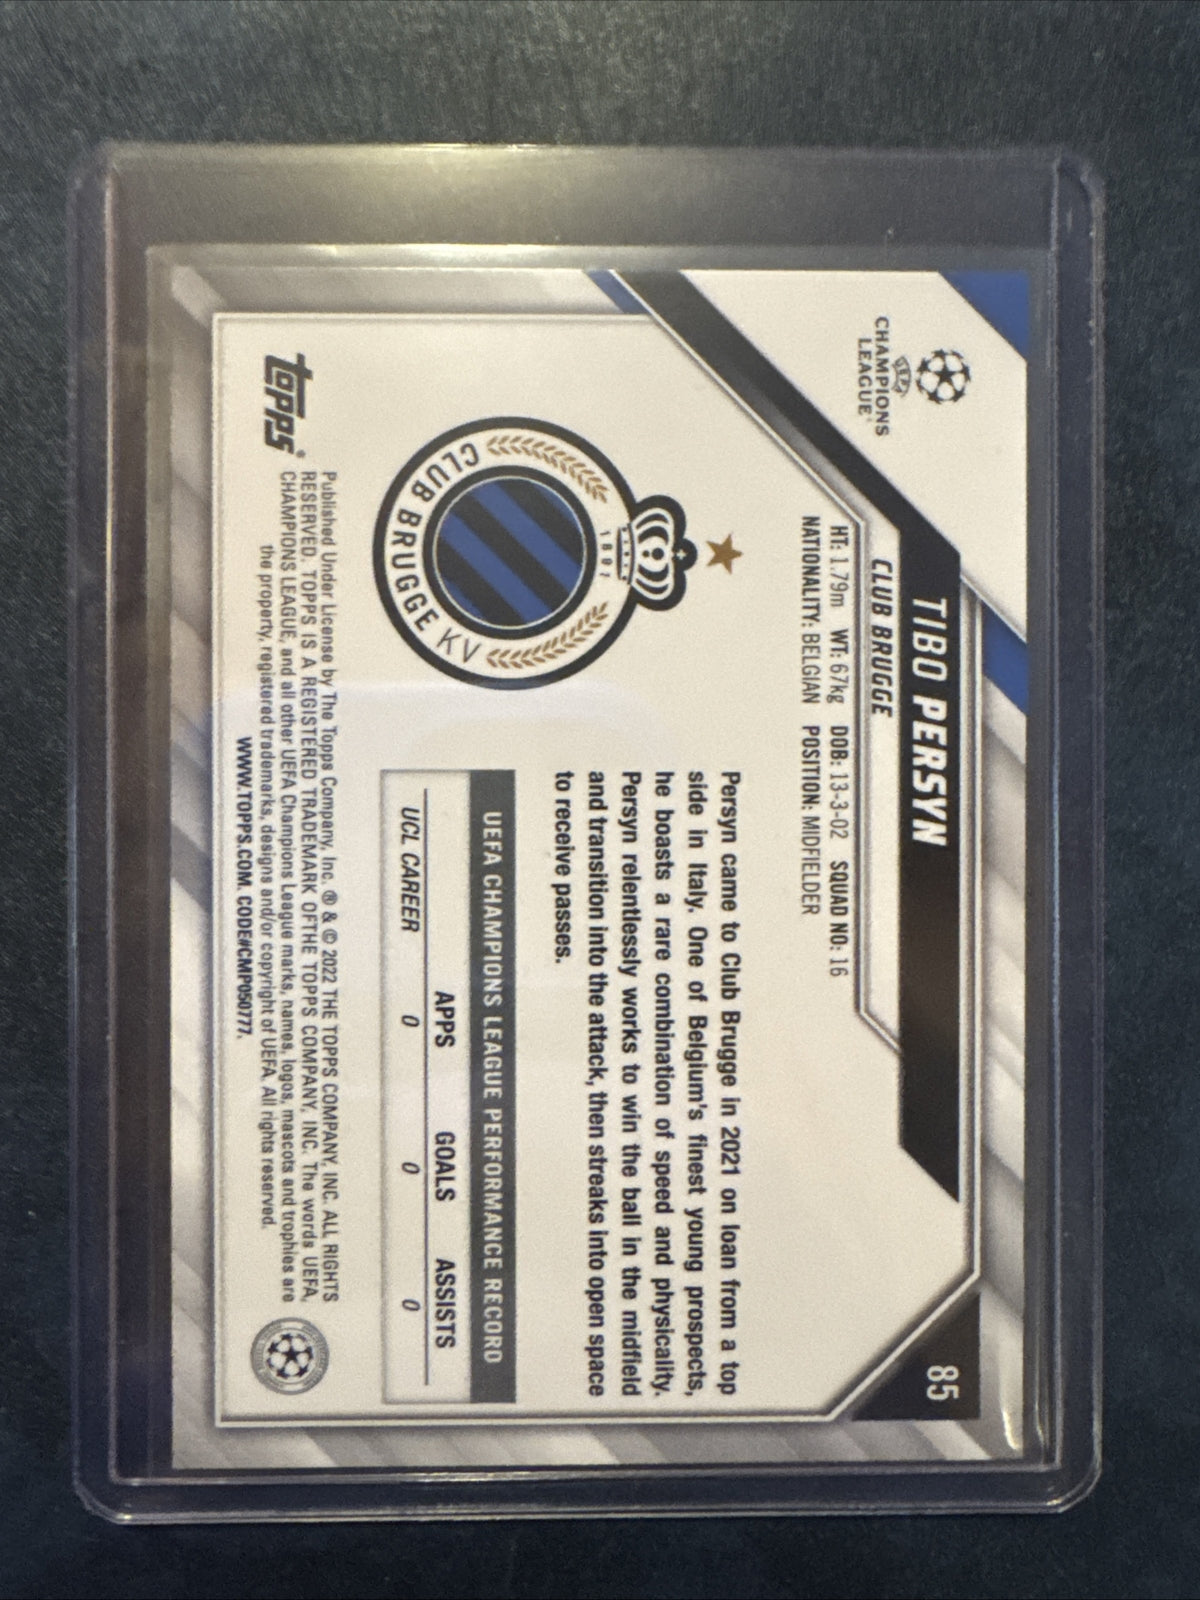 CHAMPIONS
LEAGUE
UEFA
85
TIBO PERSYN
CLUB BRUGGE
HT: 1.79m WT: 67kg DOB: 13-3-02 SQUAD NO: 16
NATIONALITY: BELGIAN POSITION: MIDFIELDER
CLUB BRUGGE KV
1891
Persyn came to Club Brugge in 2021 on loan from a top
side in Italy. One of Belgium's finest young prospects,
he boasts a rare combination of speed and physicality.
Persyn relentlessly works to win the ball in the midfield
and transition into the attack, then streaks into open space
to receive passes.
UEFA CHAMPIONS LEAGUE PERFORMANCE RECORD
APPS GOALS ASSISTS
UCL CAREER 0 0 0
Topps®
Published Under License by The Topps Company, Inc. ® & © 2022 THE TOPPS COMPANY, INC. ALL RIGHTS
RESERVED. TOPPS IS A REGISTERED TRADEMARK OFTHE TOPPS COMPANY, INC. The words UEFA,
CHAMPIONS LEAGUE, and all other UEFA Champions League marks, names, logos, mascots and trophies are
the property, registered trademarks, designs and/or copyright of UEFA. All rights reserved.
WWW.TOPPS.COM. CODE#CMP050777.